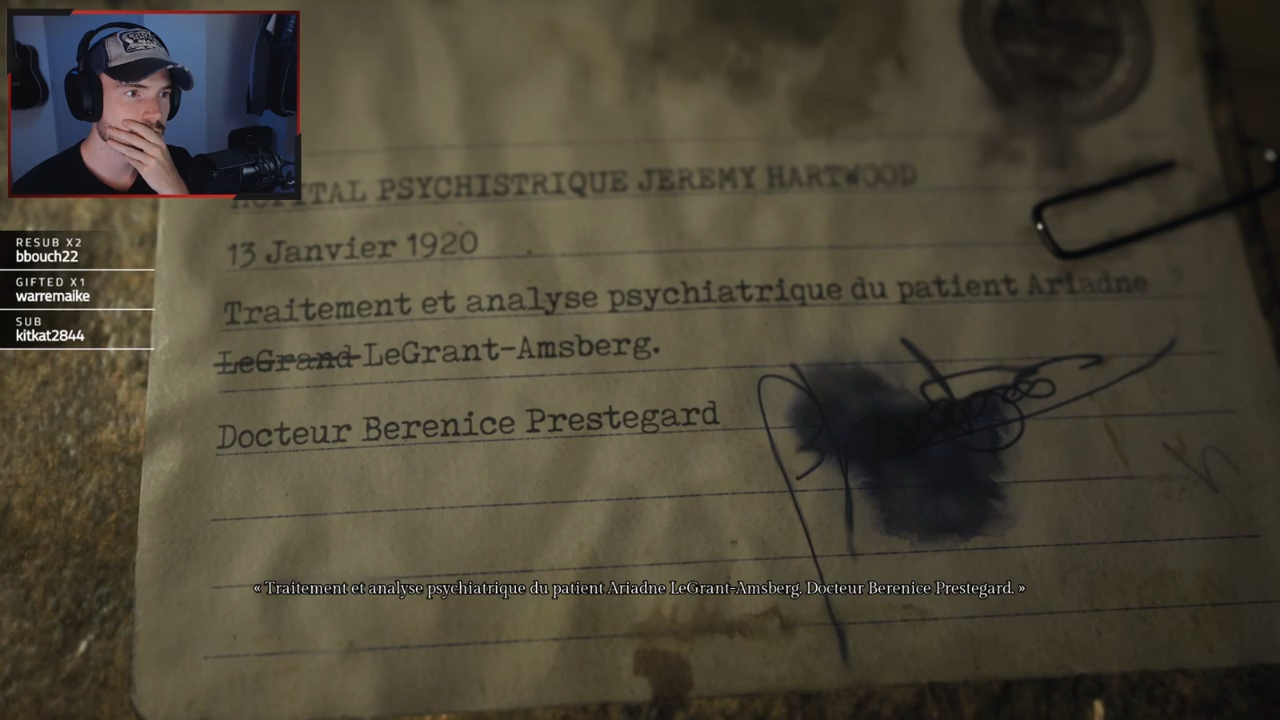 PSYCHISTRIQUE JEREMY HARTWOOD
13 Janvier 1920
Traitement et analyse psychiatrique du patient Ariadne
LeGrand LeGrant-Amsberg.
Docteur Berenice Prestegard
« Traitement et analyse psychiatrique du patient Ariadne LeGrant-Amsberg. Docteur Berenice Prestegard. »
RESUB X2
bbouch22
GIFTED X1
warremaike
SUB
kitkat2844